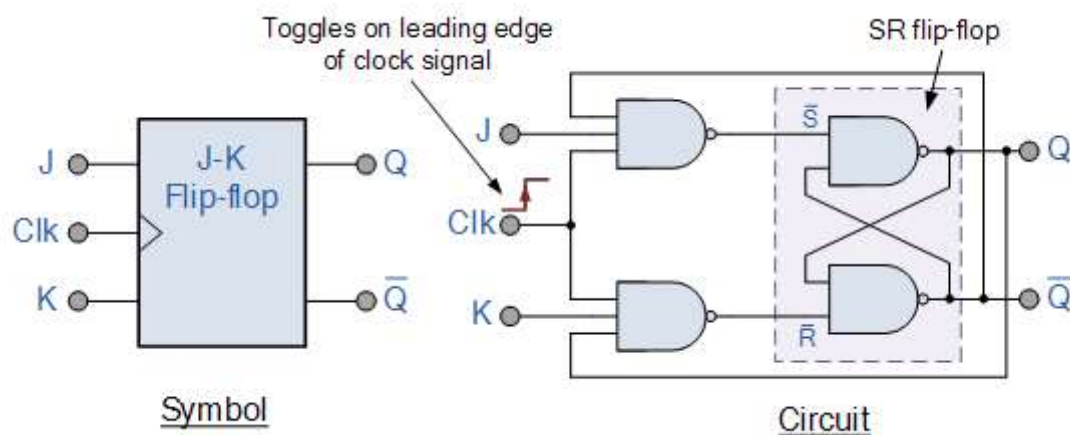 Toggles on leading edge
of clock signal
SR flip-flop
J
J-K
Flip-flop
Q
Clk
K
Q̅
Symbol
J
Clk
K
S̅
R̅
Q
Q̅
Circuit